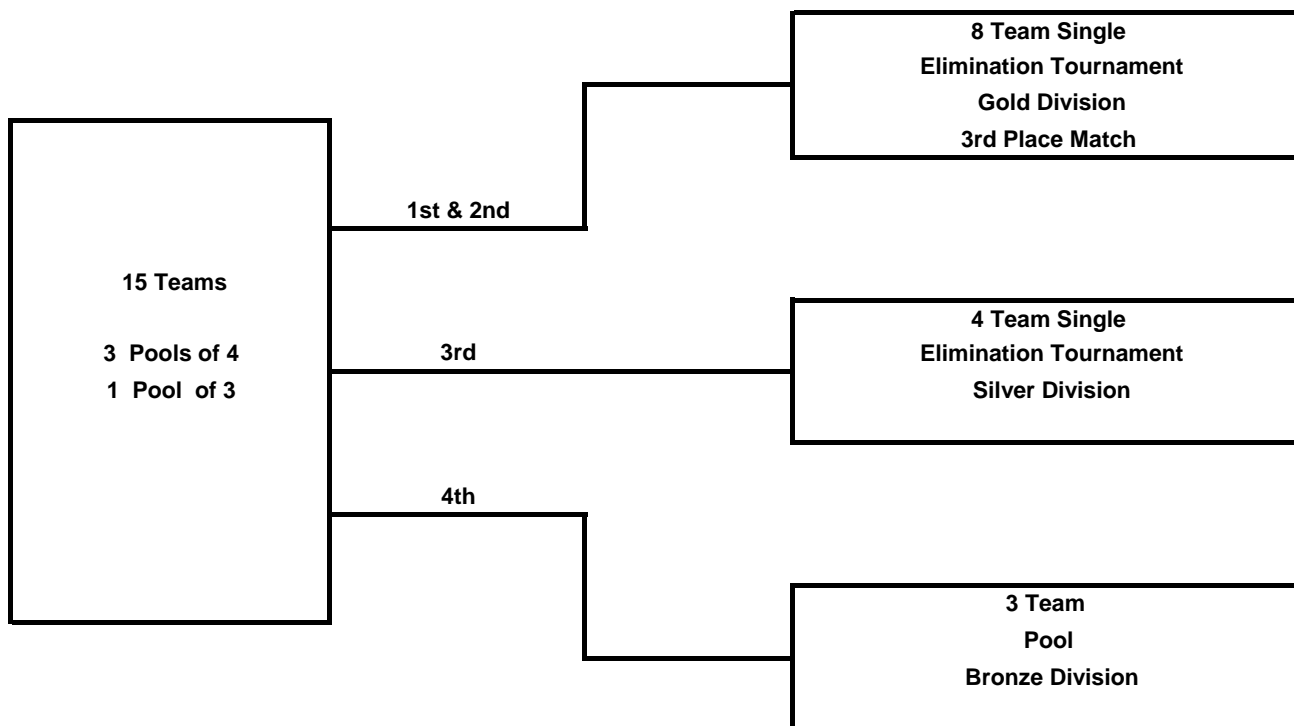 15 Teams
3 Pools of 4
1 Pool of 3
1st & 2nd
8 Team Single
Elimination Tournament
Gold Division
3rd Place Match
3rd
4 Team Single
Elimination Tournament
Silver Division
4th
3 Team
Pool
Bronze Division